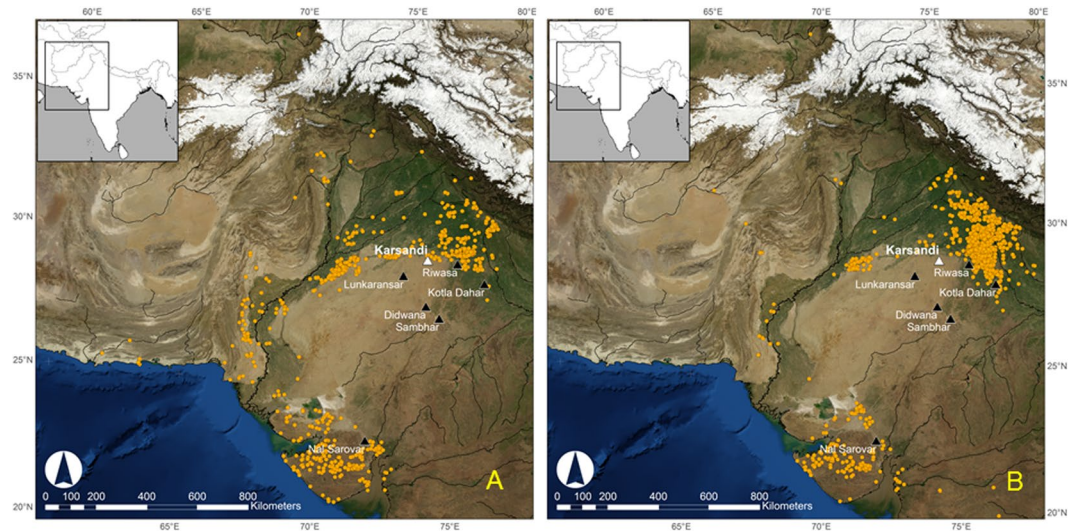 60°E 65°E 70°E 75°E 80°E
60°E 65°E 70°E 75°E 80°E
35°N
30°N
25°N
20°N
Karsandi
Riwasa
Lunkaransar
Kotla Dahar
Didwana
Sambhar
Nal Sarovar
A
0 100 200 400 600 800
Kilometers
65°E 70°E 75°E
Karsandi
Riwasa
Lunkaransar
Kotla Dahar
Didwana
Sambhar
Nal Sarovar
B
0 100 200 400 600 800
Kilometers
65°E 70°E 75°E
35°N
30°N
25°N
20°N